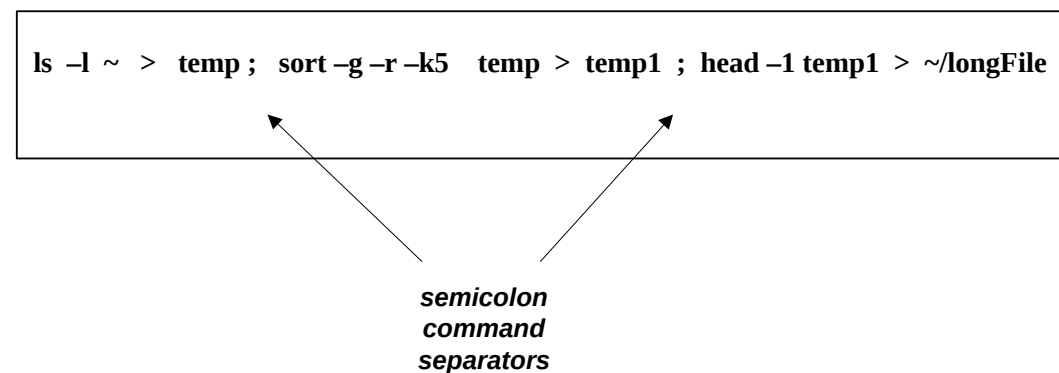 ls –l ~ > temp ; sort –g –r –k5 temp > temp1 ; head –1 temp1 > ~/longFile
semicolon
command
separators